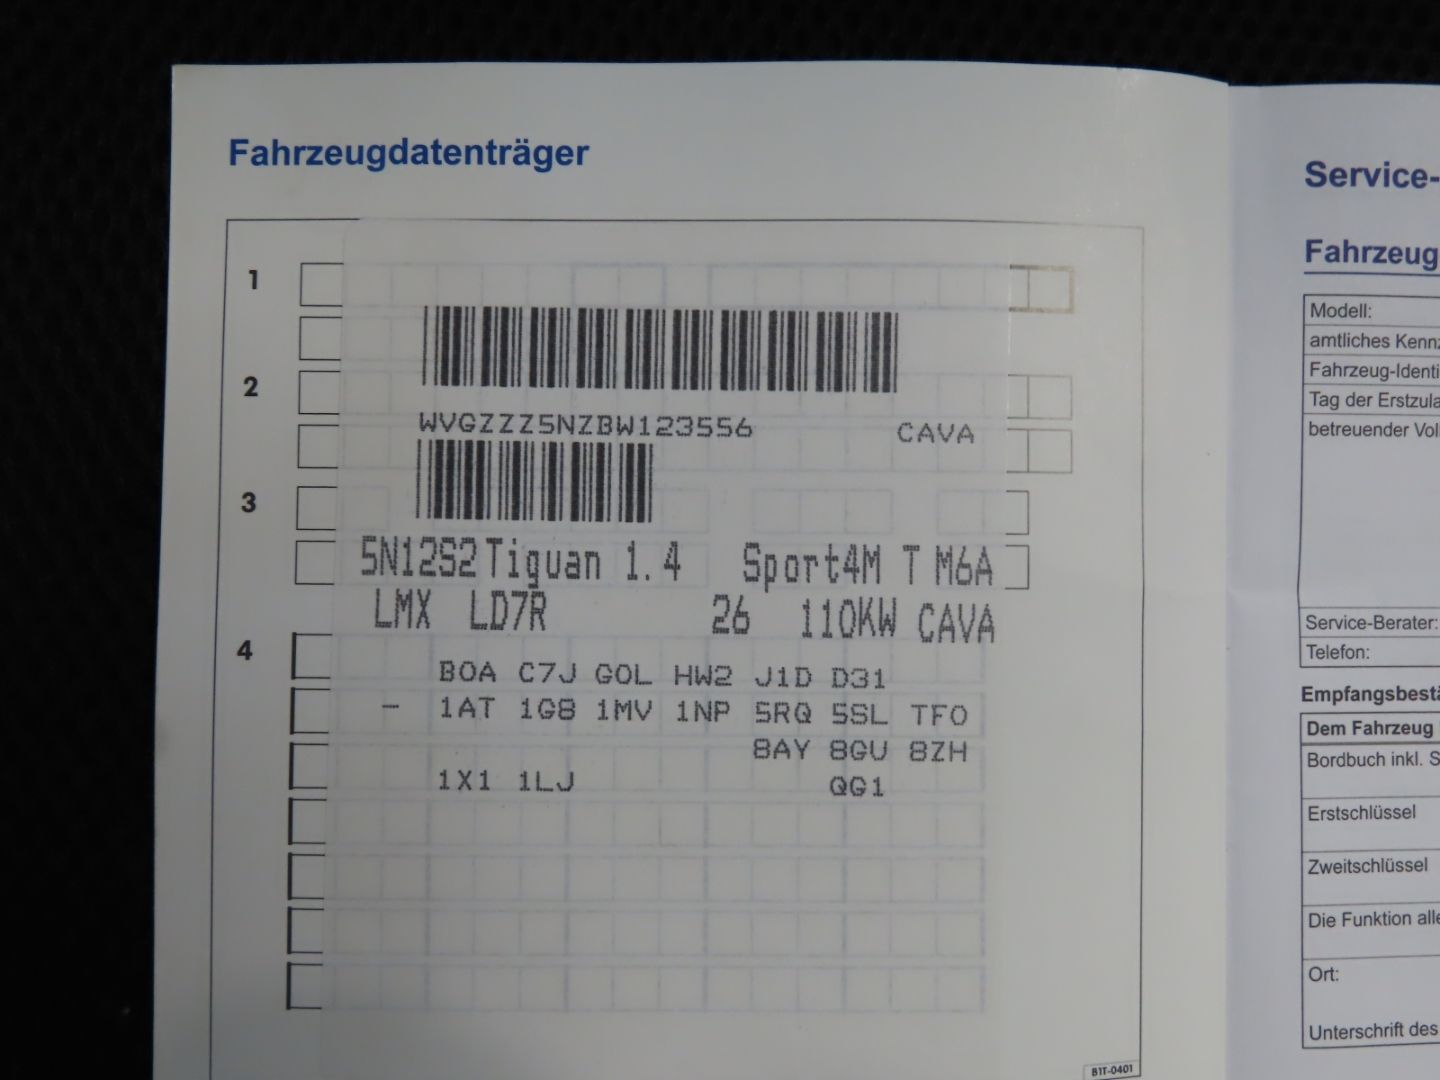 Fahrzeugdatenträger
1
2
WVGZZZ5NZBW123556 CAVA
3
5N12S2 Tiguan 1.4 Sport4M T M6A
LMX LD7R 26 110KW CAVA
4
B0A C7J G0L HW2 J1D D31
- 1AT 1G8 1MV 1NP 5RQ 5SL TF0
8AY 8GU 8ZH
1X1 1LJ QG1
B1T-0401
Service-
Fahrzeug
Modell:
amtliches Kennz
Fahrzeug-Identi
Tag der Erstzula
betreuender Vol
Service-Berater:
Telefon:
Empfangsbestä
Dem Fahrzeug
Bordbuch inkl. S
Erstschlüssel
Zweitschlüssel
Die Funktion alle
Ort:
Unterschrift des